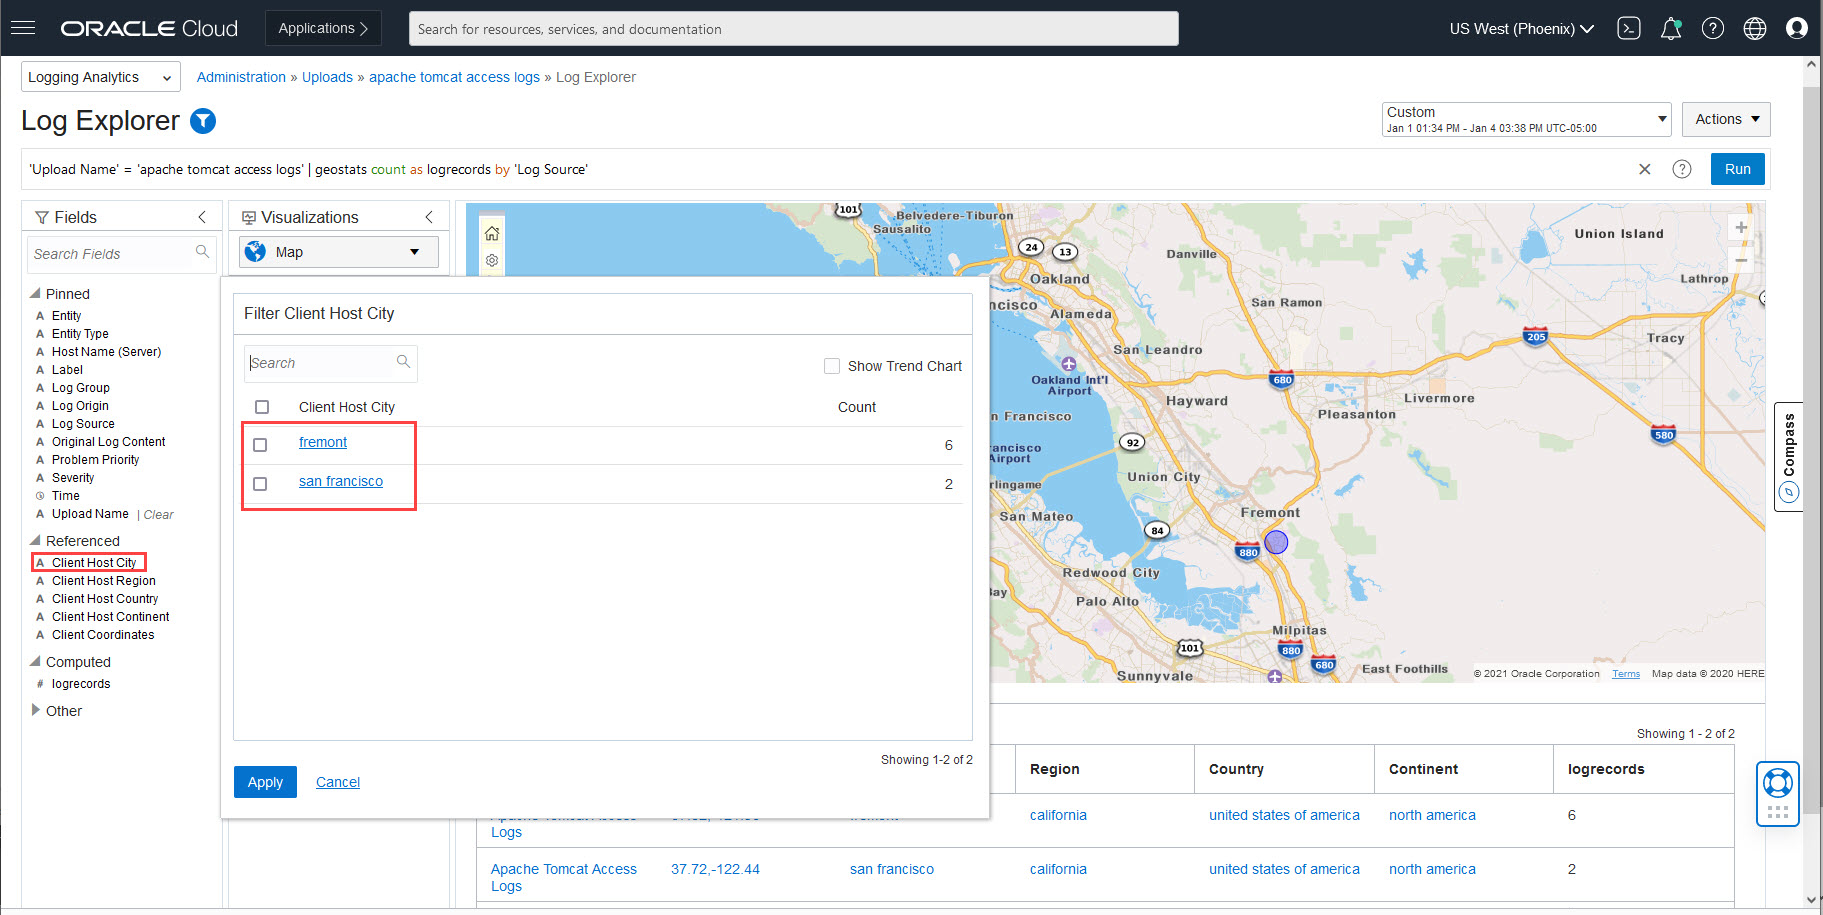 ORACLE Cloud
Applications
Search for resources, services, and documentation
US West (Phoenix)
Logging Analytics
Administration » Uploads » apache tomcat access logs » Log Explorer
Log Explorer
Custom
Jan 1 01:34 PM - Jan 4 03:38 PM UTC-05:00
Actions
'Upload Name' = 'apache tomcat access logs' | geostats count as logrecords by 'Log Source'
Run
Fields
Search Fields
Pinned
A Entity
A Entity Type
A Host Name (Server)
A Label
A Log Group
A Log Origin
A Log Source
A Original Log Content
A Problem Priority
A Severity
Time
A Upload Name | Clear
Referenced
A Client Host City
A Client Host Region
A Client Host Country
A Client Host Continent
A Client Coordinates
Computed
# logrecords
Other
Visualizations
Map
Filter Client Host City
Search
Show Trend Chart
Client Host City Count
fremont 6
san francisco 2
Showing 1-2 of 2
Apply Cancel
101
Belvedere-Tiburon
Sausalito
24
13
Oakland
ncisco
Alameda
Danville
Union Island
Lathrop
San Ramon
205
Tracy
San Leandro
Oakland Int'l
Airport
680
Hayward
Livermore
Pleasanton
n Francisco
580
92
ancisco
Airport
rlingame
Union City
San Mateo
84
Fremont
880
Redwood City
Bay
Palo Alto
Milpitas
101
880
680
East Foothills
Sunnyvale
© 2021 Oracle Corporation Terms Map data © 2020 HERE
+
−
Compass
Showing 1 - 2 of 2
Region Country Continent logrecords
Apache Tomcat Access
Logs
fremont california united states of america north america 6
Apache Tomcat Access
Logs
37.72,-122.44 san francisco california united states of america north america 2